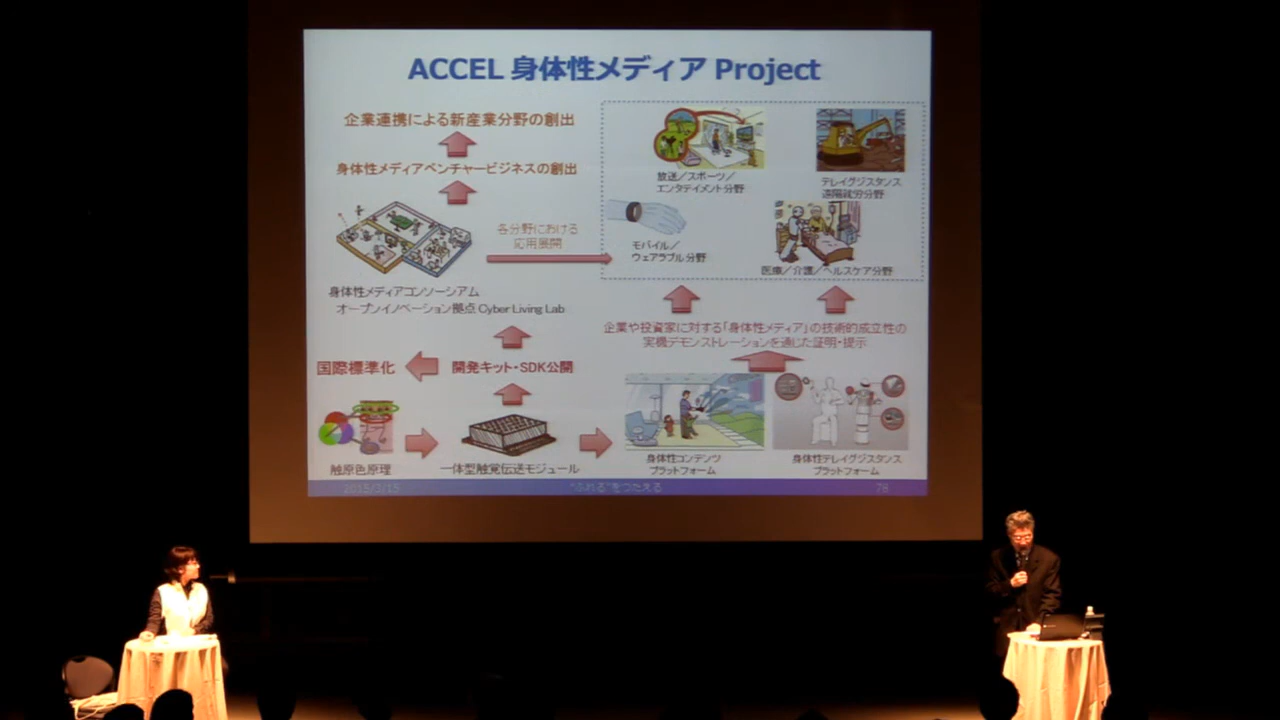 ACCEL 身体性メディア Project
企業連携による新産業分野の創出
身体性メディアベンチャービジネスの創出
各分野における
応用展開
放送／スポーツ／
エンタテイメント分野
テレイグジスタンス
遠隔就労分野
モバイル／
ウェアラブル分野
医療／介護／ヘルスケア分野
身体性メディアコンソーシアム
オープンイノベーション拠点 Cyber Living Lab
企業や投資家に対する「身体性メディア」の技術的成立性の
実機デモンストレーションを通じた証明・提示
国際標準化
開発キット・SDK公開
触原色原理
一体型触覚伝送モジュール
身体性コンテンツ
プラットフォーム
身体性テレイグジスタンス
プラットフォーム
"ふれる"をつたえる